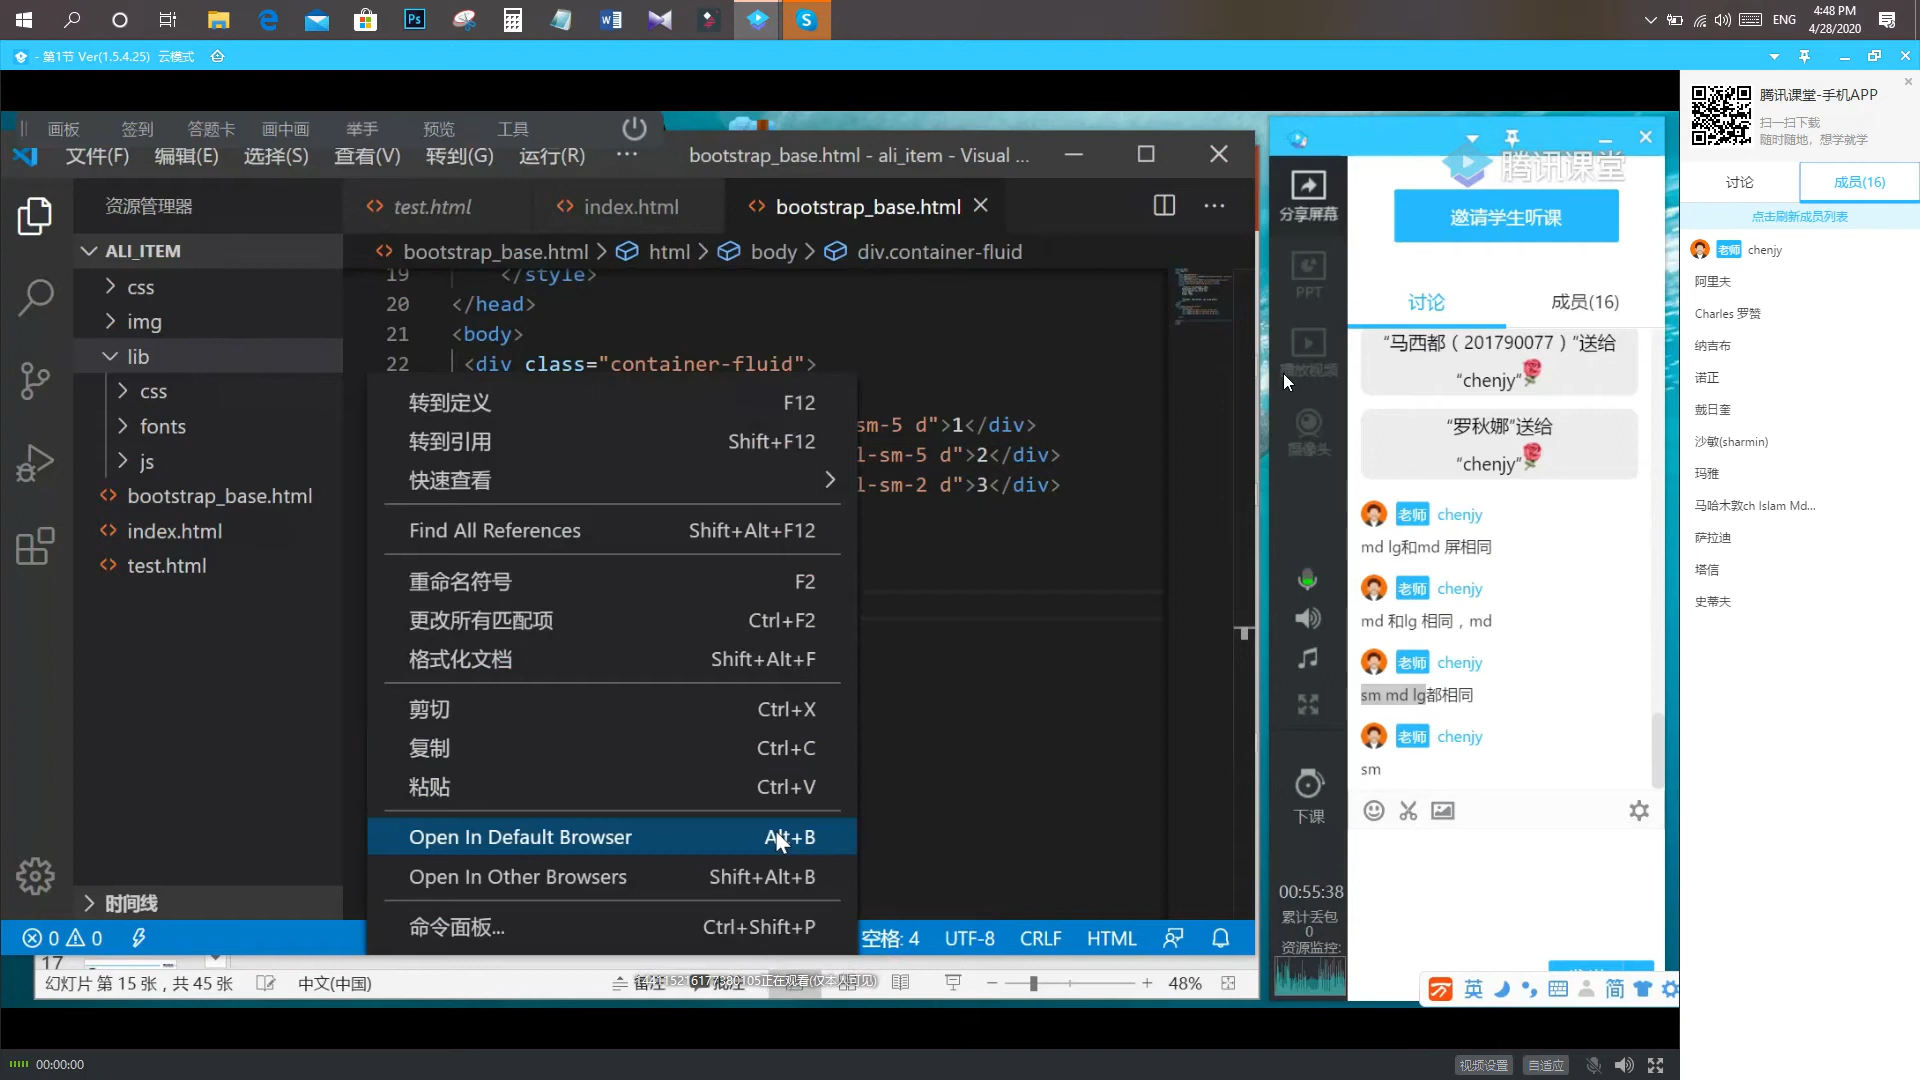 4:48 PM
ENG
4/28/2020
- 第1节 Ver(1.5.4.25) 云模式
画板 签到 答题卡 画中画 举手 预览 工具
文件(F) 编辑(E) 选择(S) 查看(V) 转到(G) 运行(R) ··· bootstrap_base.html - ali_item - Visual ...
资源管理器
test.html index.html bootstrap_base.html
ALI_ITEM
bootstrap_base.html > html > body > div.container-fluid
css
img
lib
css
fonts
js
bootstrap_base.html
index.html
test.html
时间线
19 </style>
20 </head>
21 <body>
22 <div class="container-fluid">
sm-5 d">1</div>
l-sm-5 d">2</div>
l-sm-2 d">3</div>
转到定义 F12
转到引用 Shift+F12
快速查看
Find All References Shift+Alt+F12
重命名符号 F2
更改所有匹配项 Ctrl+F2
格式化文档 Shift+Alt+F
剪切 Ctrl+X
复制 Ctrl+C
粘贴 Ctrl+V
Open In Default Browser Alt+B
Open In Other Browsers Shift+Alt+B
命令面板... Ctrl+Shift+P
0 0
空格: 4 UTF-8 CRLF HTML
17
幻灯片 第 15 张，共 45 张 中文(中国)
48%
分享屏幕
PPT
播放视频
摄像头
下课
00:55:38
累计丢包
0
资源监控:
腾讯课堂
邀请学生听课
讨论 成员(16)
“马西都（201790077）”送给
“chenjy”
“罗秋娜”送给
“chenjy”
老师 chenjy
md lg和md 屏相同
老师 chenjy
md 和lg 相同，md
老师 chenjy
sm md lg都相同
老师 chenjy
sm
英 简
腾讯课堂-手机APP
扫一扫下载
随时随地，想学就学
讨论 成员(16)
点击刷新成员列表
老师 chenjy
阿里夫
Charles 罗赞
纳吉布
诺正
戴日奎
沙敏(sharmin)
玛雅
马哈木敦ch Islam Md...
萨拉迪
塔信
史蒂夫
00:00:00
视频设置 自适应